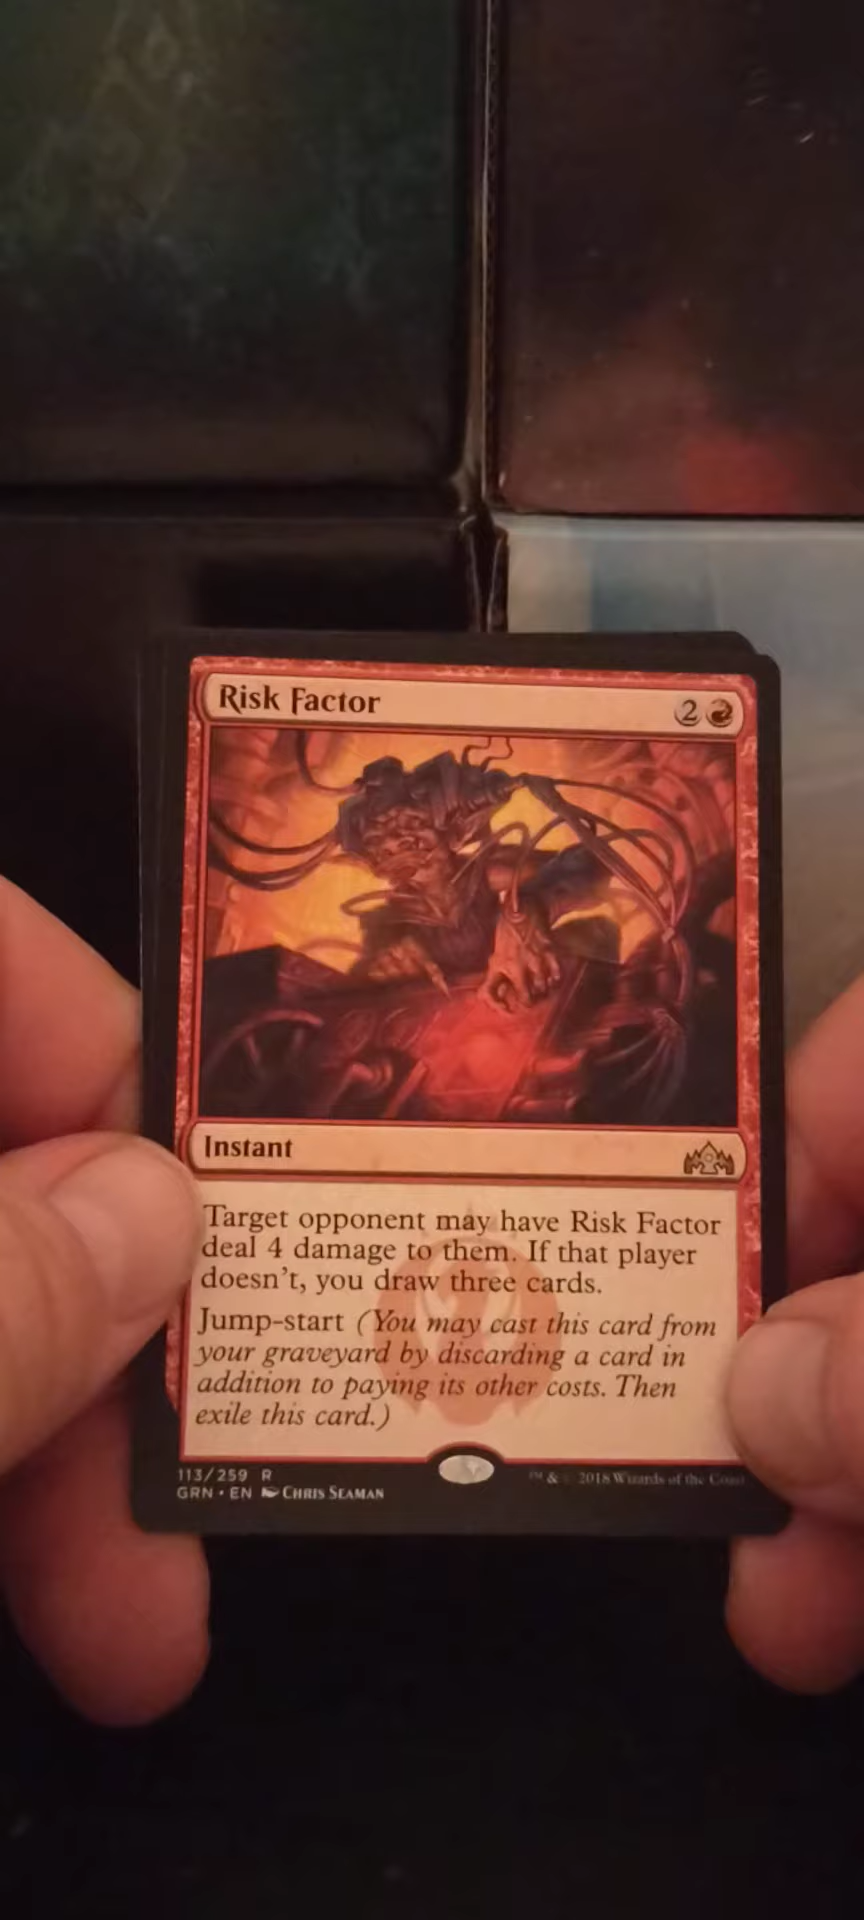 Risk Factor
2
Instant
Target opponent may have Risk Factor
deal 4 damage to them. If that player
doesn't, you draw three cards.
Jump-start (You may cast this card from
your graveyard by discarding a card in
addition to paying its other costs. Then
exile this card.)
113/259 R
GRN • EN CHRIS SEAMAN
™ & © 2018 Wizards of the Coast